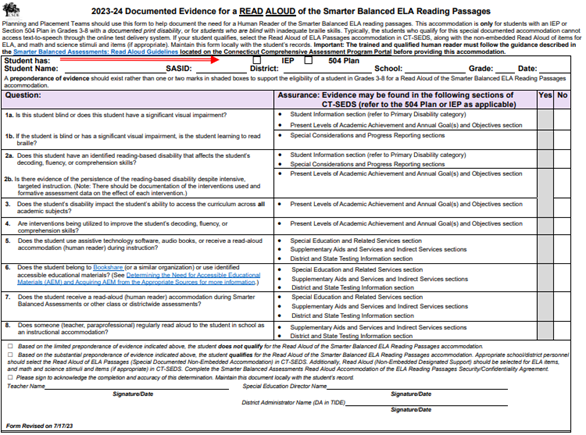 2023-24 Documented Evidence for a READ ALOUD of the Smarter Balanced ELA Reading Passages
Planning and Placement Teams should use this form to help document the need for a Human Reader of the Smarter Balanced ELA reading passages. This accommodation is only for students with an IEP or
Section 504 Plan in Grades 3-8 with a documented print disability, or for students who are blind with inadequate braille skills. Typically, the students who qualify for this special documented accommodation cannot
access text-to-speech through the online test delivery system. If your student qualifies, select the Read Aloud of ELA Passages in CT-SEDS, along with the non-embedded Read Aloud of Items for
ELA, and math and science stimuli and items (if appropriate). Maintain this form locally with the student's records. Important: The trained and qualified human reader must follow the guidance described in
the Smarter Balanced Assessments: Read Aloud Guidelines located on the Connecticut Comprehensive Assessment Program Portal before providing this accommodation.
Student has: IEP 504 Plan
Student Name: SASID: District: School: Grade: Date:
A preponderance of evidence should exist rather than one or two marks in shaded boxes to support the eligibility of a student in Grades 3-8 for a Read Aloud of the Smarter Balanced ELA Reading Passages
accommodation.
Question: Assurance: Evidence may be found in the following sections of Yes No
CT-SEDS (refer to the 504 Plan or IEP as applicable)
1a. Is this student blind or does this student have a significant visual impairment?
• Student Information section (refer to Primary Disability category)
• Present Levels of Academic Achievement and Annual Goal(s) and Objectives section
1b. If the student is blind or has a significant visual impairment, is the student learning to
read braille?
• Special Considerations and Progress Reporting sections
2a. Does this student have an identified reading-based disability that affects the student's
decoding, fluency, or comprehension skills?
• Student Information section (refer to Primary Disability category)
• Special Considerations and Progress Reporting sections
2b. Is there evidence of the persistence of the reading-based disability despite intensive,
targeted instruction. (Note: There should be documentation of the interventions used and
formative assessment data on the effect of each intervention.)
• Present Levels of Academic Achievement and Annual Goal(s) and Objectives section
3. Does the student's disability impact the student's ability to access the curriculum across all
academic subjects?
• Present Levels of Academic Achievement and Annual Goal(s) and Objectives section
4. Are interventions being utilized to improve the student's decoding, fluency, or
comprehension skills?
• Present Levels of Academic Achievement and Annual Goal(s) and Objectives section
5. Does the student use assistive technology software, audio books, or receive a read-aloud
accommodation (human reader) during instruction?
• Special Education and Related Services section
• Supplementary Aids and Services and Indirect Services sections
• District and State Testing Information section
6. Does the student belong to Bookshare (or a similar organization) or use identified
accessible educational materials? (See Determining the Need for Accessible Educational
Materials (AEM) and Acquiring AEM from the Appropriate Sources for more information.)
• Special Education and Related Services section
• Supplementary Aids and Services and Indirect Services sections
• District and State Testing Information section
7. Does the student receive a read-aloud (human reader) accommodation during Smarter
Balanced Assessments or other class or districtwide assessments?
• Special Education and Related Services section
• Supplementary Aids and Services and Indirect Services sections
• District and State Testing Information section
8. Does someone (teacher, paraprofessional) regularly read aloud to the student in school as
an instructional accommodation?
• Supplementary Aids and Services and Indirect Services sections
• District and State Testing Information section
☐ Based on the limited preponderance of evidence indicated above, the student does not qualify for the Read Aloud of the Smarter Balanced ELA Reading Passages accommodation.
☐ Based on the substantial preponderance of evidence indicated above, the student qualifies for the Read Aloud of the Smarter Balanced ELA Reading Passages accommodation. Appropriate school/district personnel
should select the Read Aloud of ELA Passages (Special Documented Non-Embedded Accommodation) in CT-SEDS. Additionally, Read Aloud (Non-Embedded Designated Support) should be selected for ELA items,
and math and science stimuli and items (if appropriate) in CT-SEDS. Complete the Smarter Balanced Assessments Read Aloud Accommodation of the ELA Reading Passages Security/Confidentiality Agreement.
☐ Please sign to acknowledge the completion and accuracy of this determination. Maintain this document locally with the student's record.
Teacher Name Special Education Director Name
Signature/Date Signature/Date
District Administrator Name (DA in TIDE)
Signature/Date
Form Revised on 7/17/23